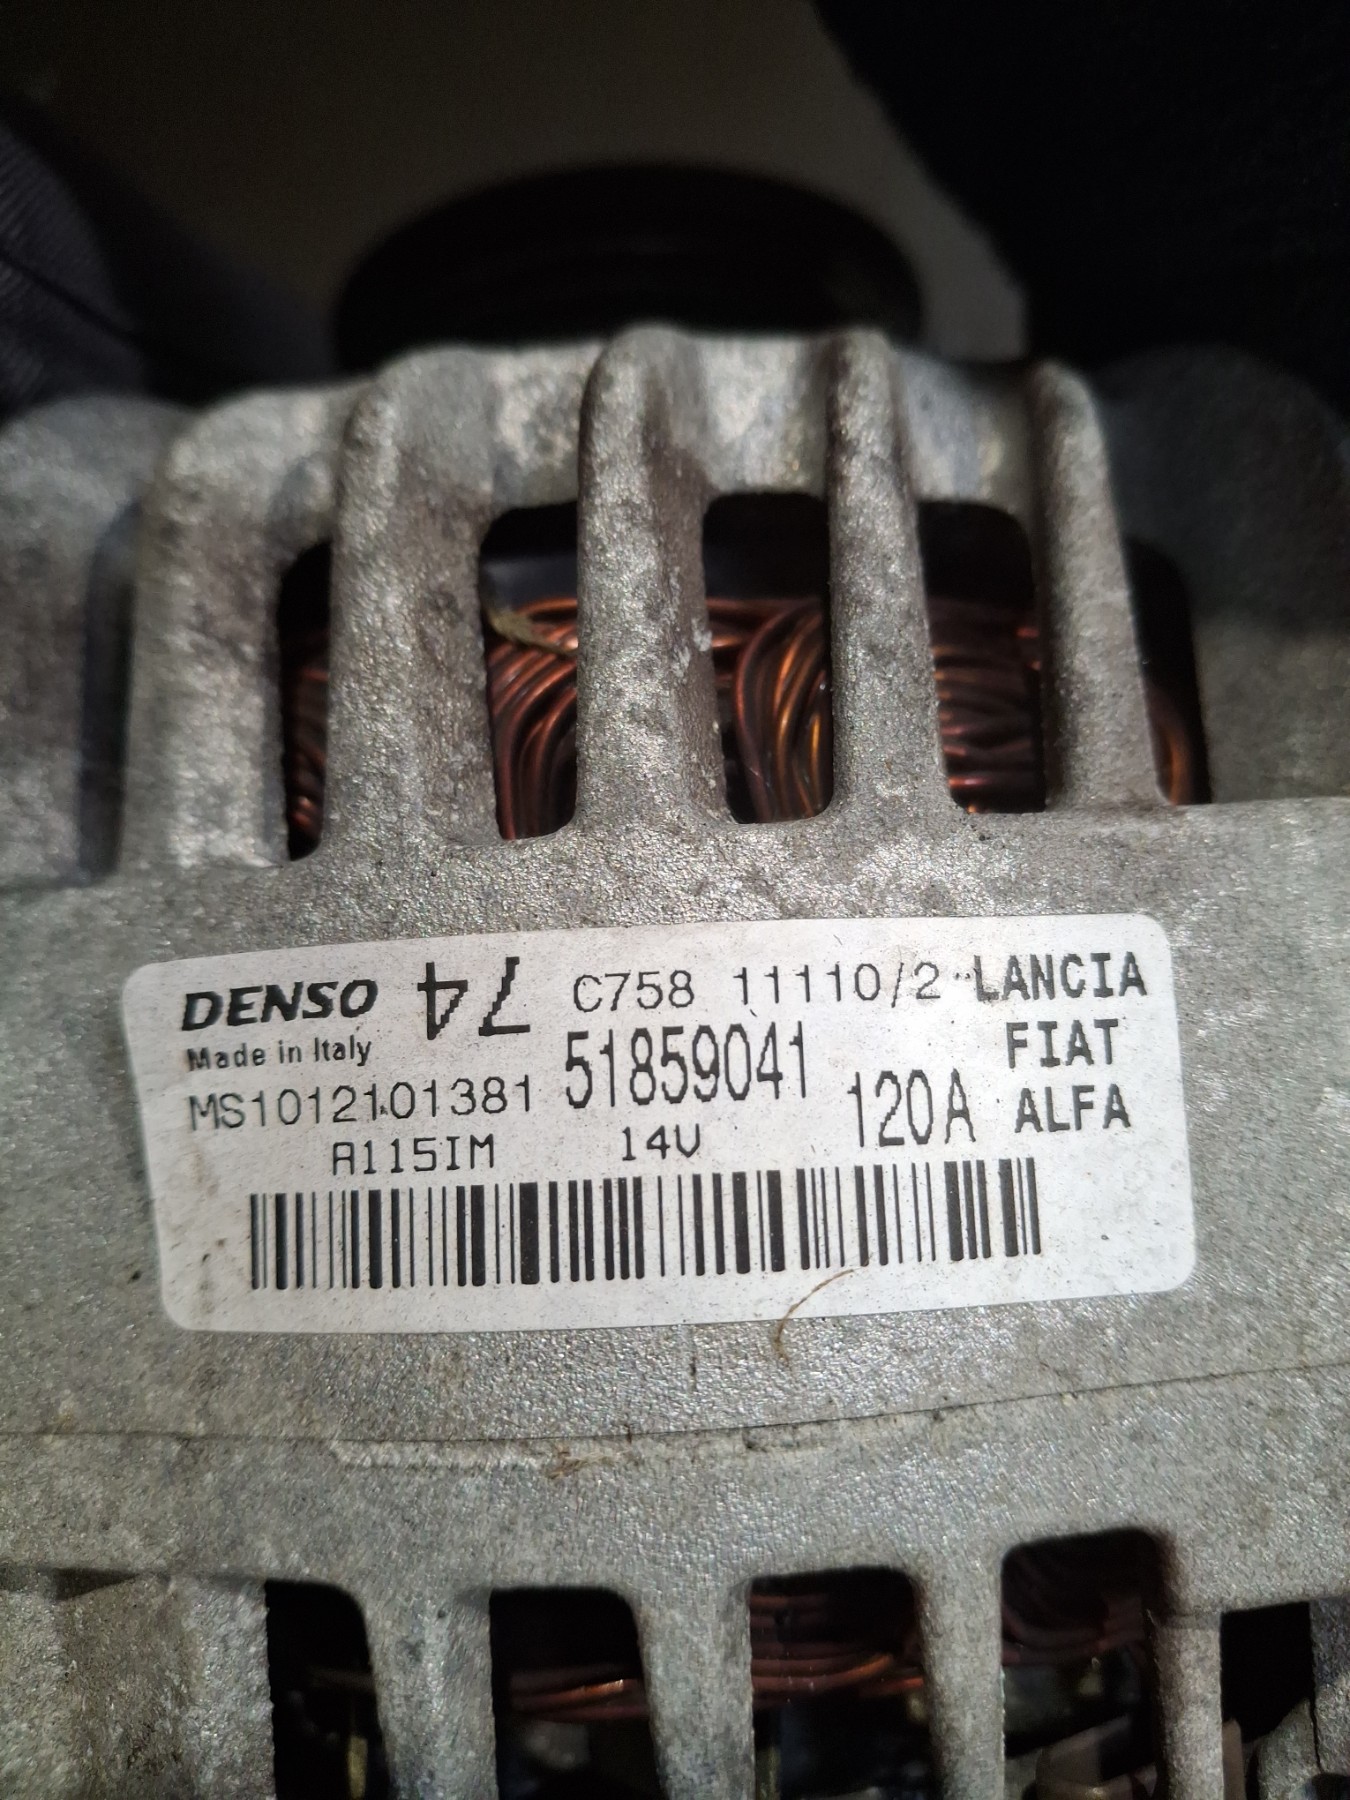 DENSO 74 C758 11110/2 LANCIA
Made in Italy 51859041 FIAT
MS1012101381 120A ALFA
A115IM 14V